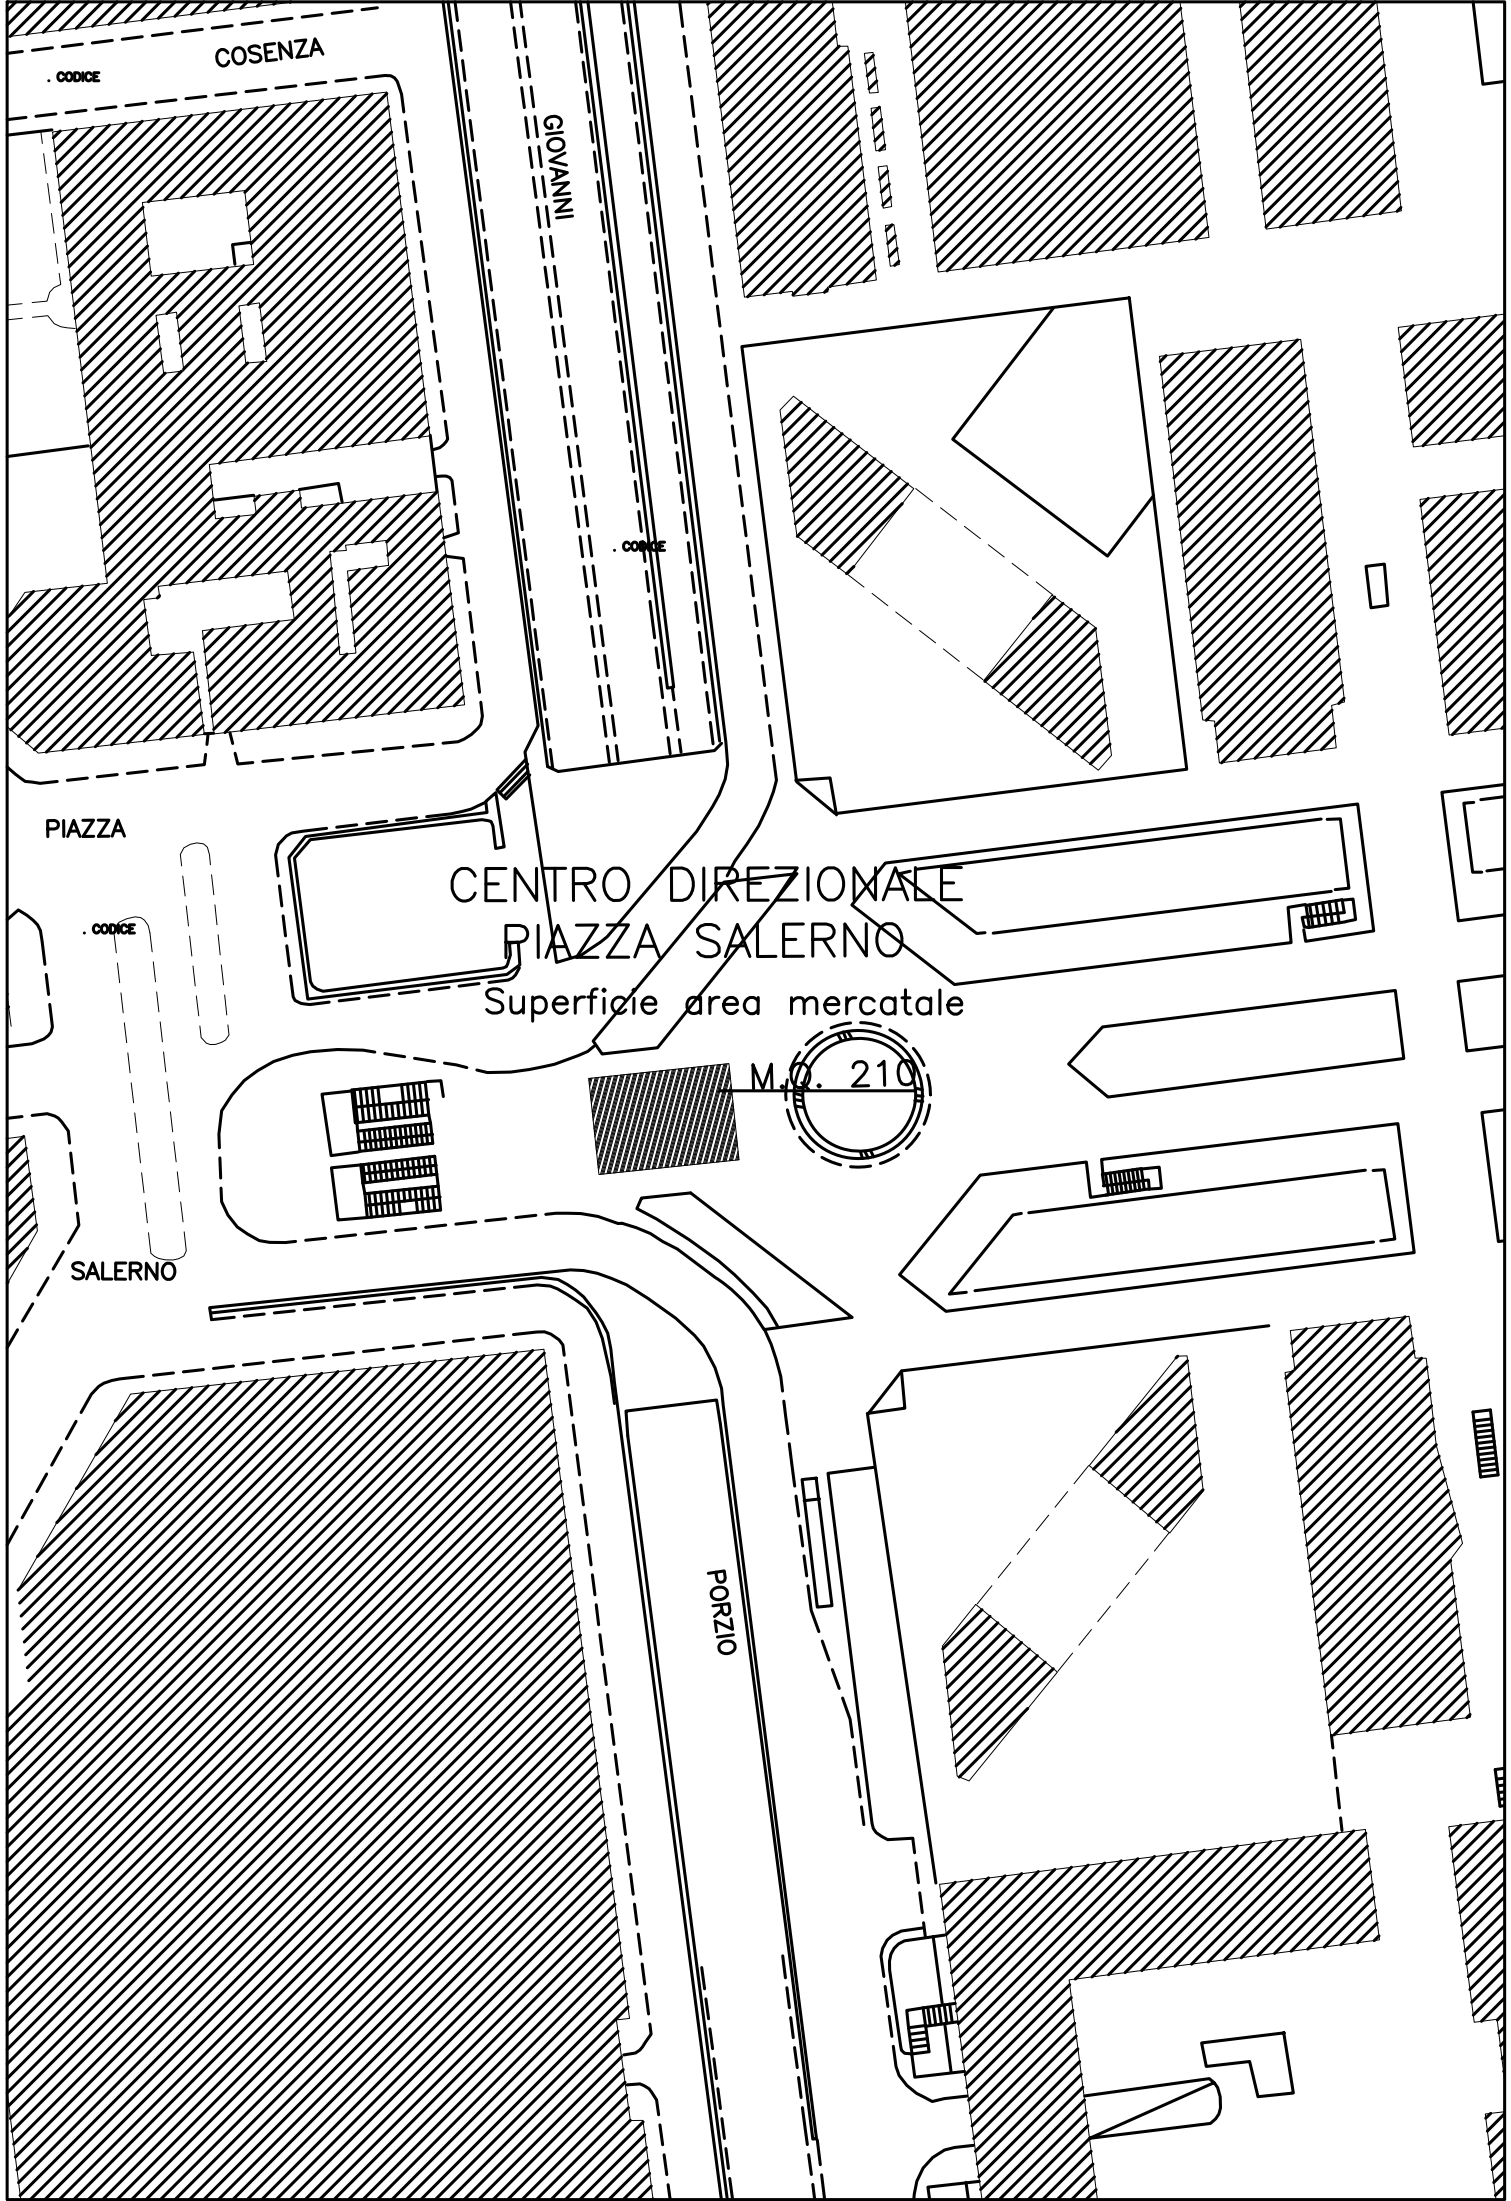 COSENZA
. CODICE
GIOVANNI
. CODICE
PIAZZA
CENTRO DIREZIONALE
PIAZZA SALERNO
. CODICE
Superficie area mercatale
M.Q. 210
SALERNO
PORZIO